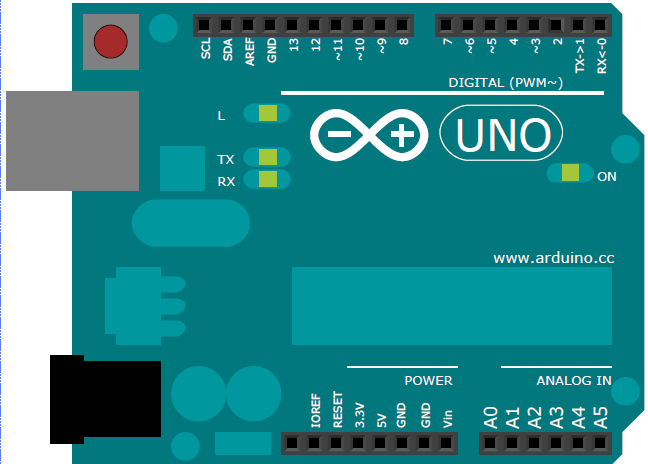 SCL SDA AREF GND 13 12 ~11 ~10 ~9 8 7 ~6 ~5 4 ~3 2 TX->1 RX<-0
DIGITAL (PWM~)
L
UNO
TX
RX
ON
www.arduino.cc
POWER ANALOG IN
IOREF RESET 3.3V 5V GND GND Vin A0 A1 A2 A3 A4 A5